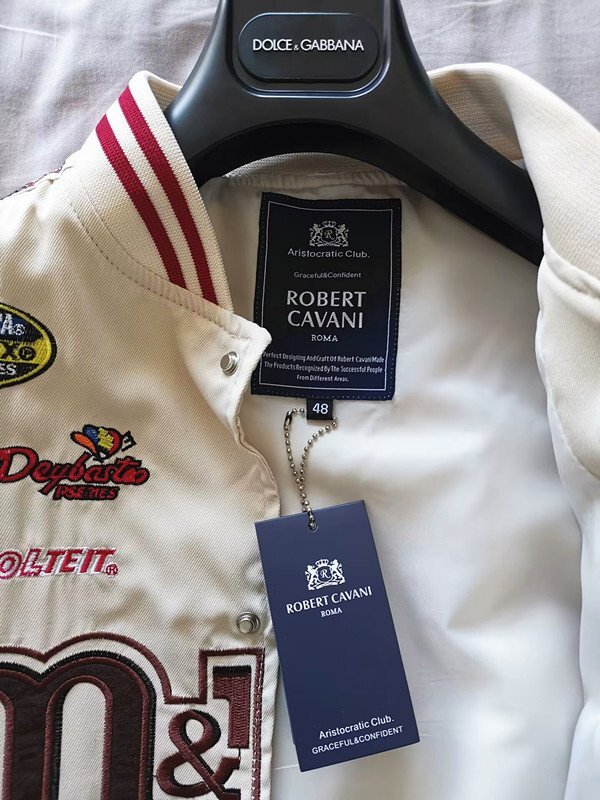 DOLCE & GABBANA
R
Aristocratic Club.
Graceful&Confident
ROBERT
CAVANI
ROMA
Perfect Designing And Craft Of Robert Cavani Made
The Products Recognized By The Successful People
From Different Areas.
48
R
ROBERT CAVANI
ROMA
Aristocratic Club.
GRACEFUL&CONFIDENT
Deybasto
OLTEIT®
m&